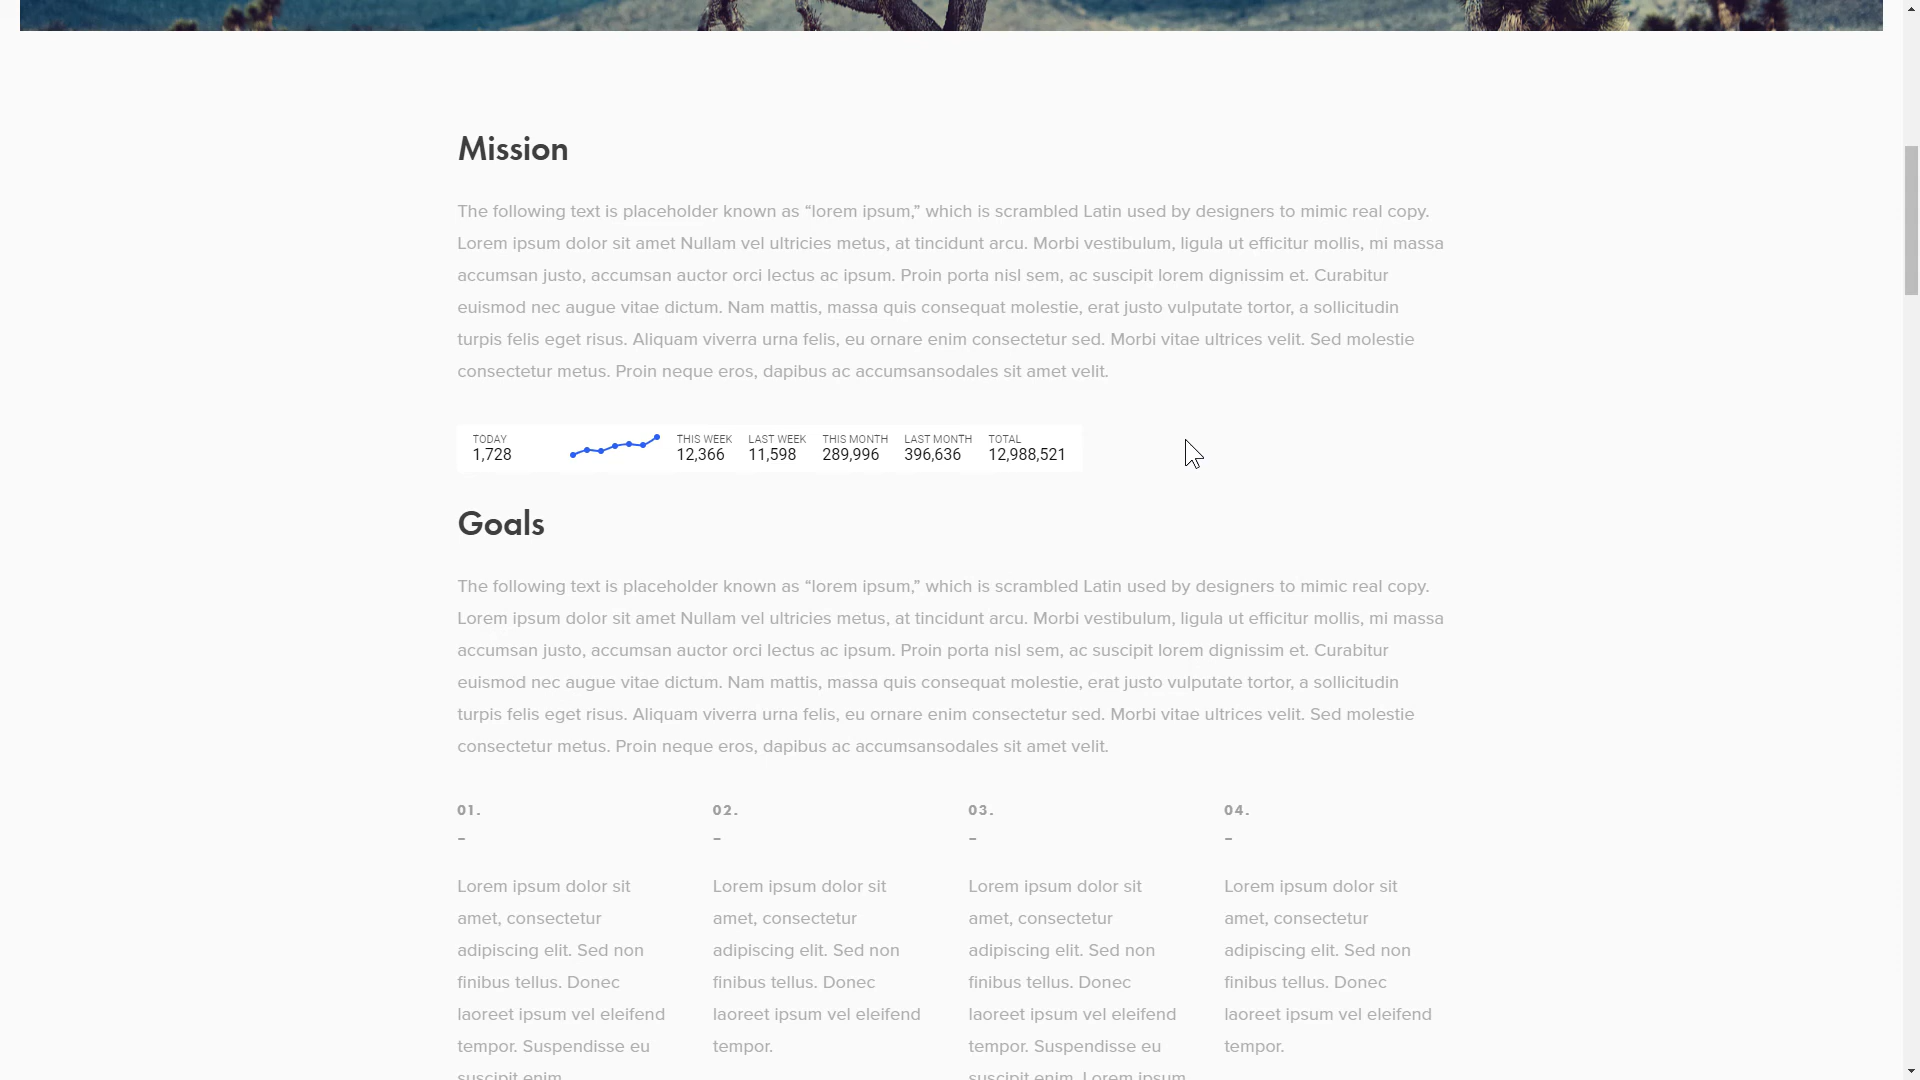 Mission
The following text is placeholder known as “lorem ipsum,” which is scrambled Latin used by designers to mimic real copy.
Lorem ipsum dolor sit amet Nullam vel ultricies metus, at tincidunt arcu. Morbi vestibulum, ligula ut efficitur mollis, mi massa
accumsan justo, accumsan auctor orci lectus ac ipsum. Proin porta nisl sem, ac suscipit lorem dignissim et. Curabitur
euismod nec augue vitae dictum. Nam mattis, massa quis consequat molestie, erat justo vulputate tortor, a sollicitudin
turpis felis eget risus. Aliquam viverra urna felis, eu ornare enim consectetur sed. Morbi vitae ultrices velit. Sed molestie
consectetur metus. Proin neque eros, dapibus ac accumsansodales sit amet velit.
TODAY THIS WEEK LAST WEEK THIS MONTH LAST MONTH TOTAL
1,728 12,366 11,598 289,996 396,636 12,988,521
Goals
The following text is placeholder known as “lorem ipsum,” which is scrambled Latin used by designers to mimic real copy.
Lorem ipsum dolor sit amet Nullam vel ultricies metus, at tincidunt arcu. Morbi vestibulum, ligula ut efficitur mollis, mi massa
accumsan justo, accumsan auctor orci lectus ac ipsum. Proin porta nisl sem, ac suscipit lorem dignissim et. Curabitur
euismod nec augue vitae dictum. Nam mattis, massa quis consequat molestie, erat justo vulputate tortor, a sollicitudin
turpis felis eget risus. Aliquam viverra urna felis, eu ornare enim consectetur sed. Morbi vitae ultrices velit. Sed molestie
consectetur metus. Proin neque eros, dapibus ac accumsansodales sit amet velit.
01.
–
Lorem ipsum dolor sit
amet, consectetur
adipiscing elit. Sed non
finibus tellus. Donec
laoreet ipsum vel eleifend
tempor. Suspendisse eu
suscipit enim.
02.
–
Lorem ipsum dolor sit
amet, consectetur
adipiscing elit. Sed non
finibus tellus. Donec
laoreet ipsum vel eleifend
tempor.
03.
–
Lorem ipsum dolor sit
amet, consectetur
adipiscing elit. Sed non
finibus tellus. Donec
laoreet ipsum vel eleifend
tempor. Suspendisse eu
suscipit enim. Lorem ipsum
04.
–
Lorem ipsum dolor sit
amet, consectetur
adipiscing elit. Sed non
finibus tellus. Donec
laoreet ipsum vel eleifend
tempor.